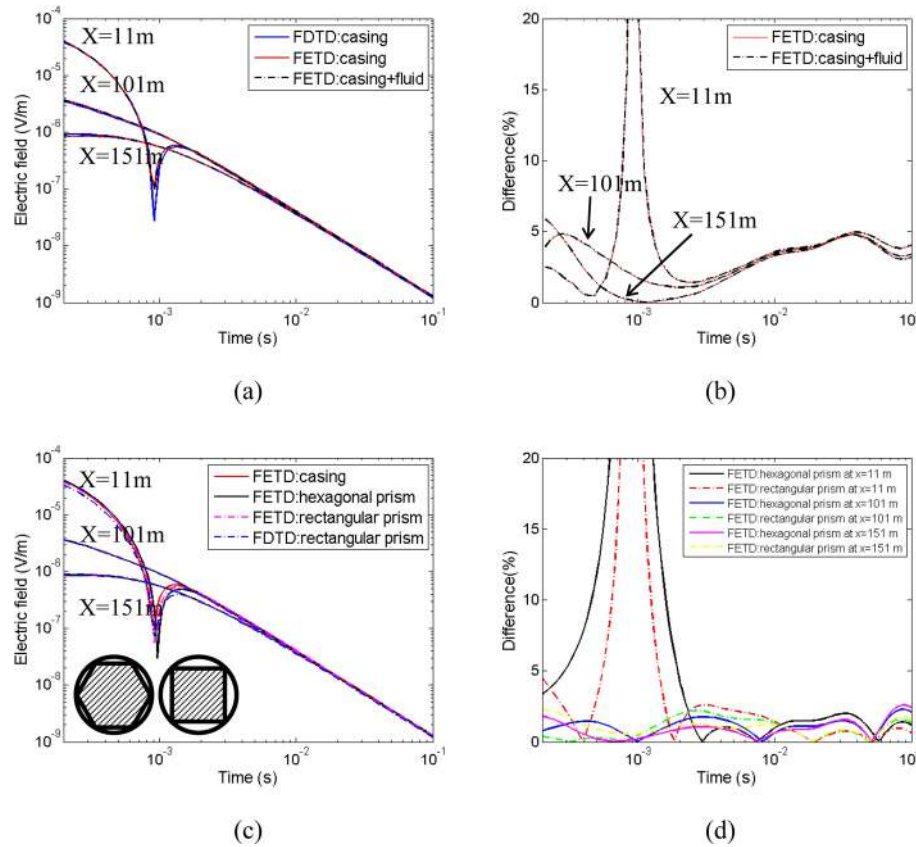 10⁻⁴
10⁻⁵
10⁻⁶
10⁻⁷
10⁻⁸
10⁻⁹
Electric field (V/m)
X=11m
X=101m
X=151m
FDTD:casing
FETD:casing
FETD:casing+fluid
10⁻³
10⁻²
10⁻¹
Time (s)
(a)
20
15
10
5
0
Difference(%)
FETD:casing
FETD:casing+fluid
X=11m
X=101m
X=151m
10⁻³
10⁻²
10⁻¹
Time (s)
(b)
10⁻⁴
10⁻⁵
10⁻⁶
10⁻⁷
10⁻⁸
10⁻⁹
Electric field (V/m)
X=11m
X=101m
X=151m
FETD:casing
FETD:hexagonal prism
FETD:rectangular prism
FDTD:rectangular prism
10⁻³
10⁻²
10⁻¹
Time (s)
(c)
20
15
10
5
0
Difference(%)
FETD:hexagonal prism at x=11 m
FETD:rectangular prism at x=11 m
FETD:hexagonal prism at x=101 m
FETD:rectangular prism at x=101 m
FETD:hexagonal prism at x=151 m
FETD:rectangular prism at x=151 m
10⁻³
10⁻²
10⁻¹
Time (s)
(d)